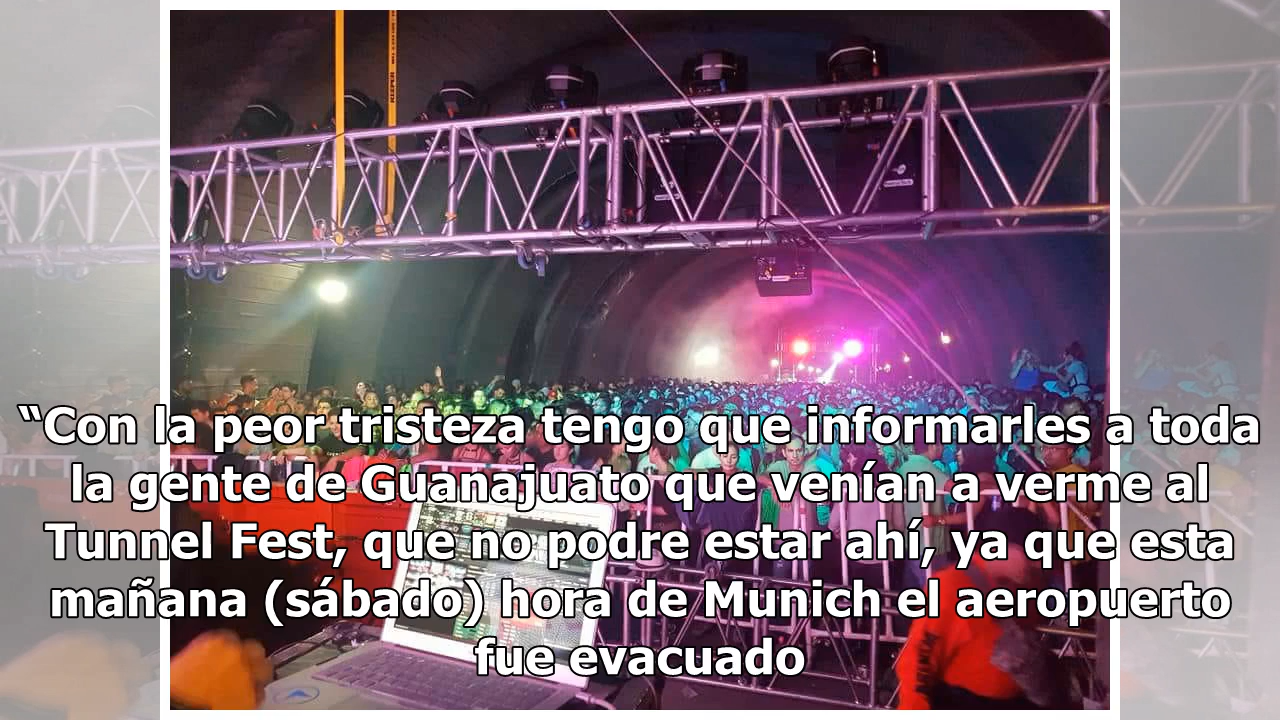 “Con la peor tristeza tengo que informarles a toda
la gente de Guanajuato que venían a verme al
Tunnel Fest, que no podre estar ahí, ya que esta
mañana (sábado) hora de Munich el aeropuerto
fue evacuado